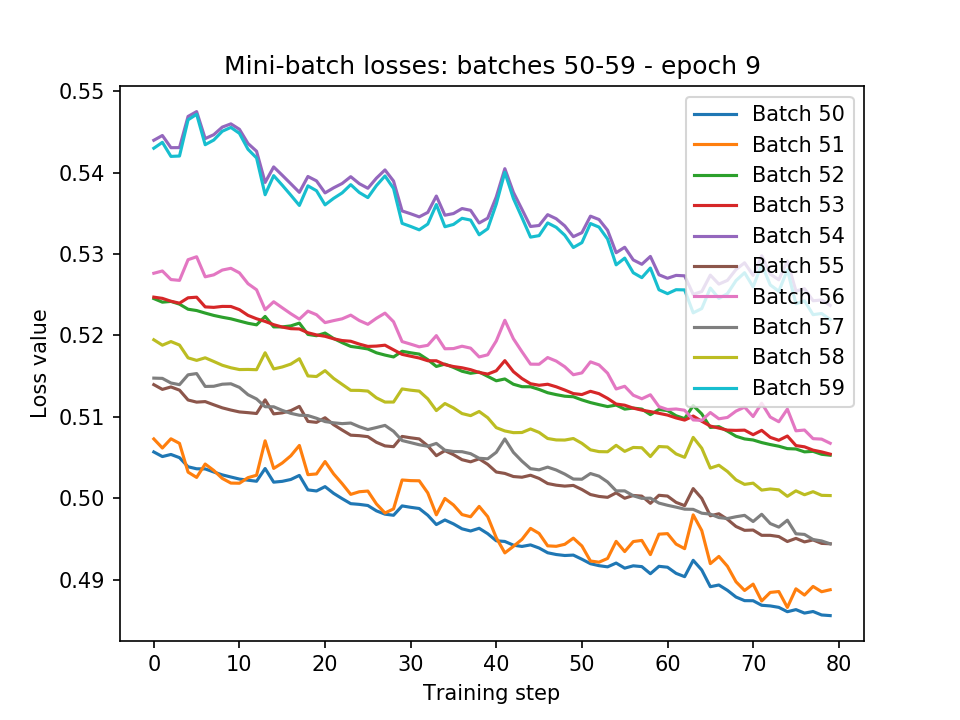 Mini-batch losses: batches 50-59 - epoch 9
0.55
0.54
0.53
0.52
0.51
0.50
0.49
Loss value
0
10
20
30
40
50
60
70
80
Training step
Batch 50
Batch 51
Batch 52
Batch 53
Batch 54
Batch 55
Batch 56
Batch 57
Batch 58
Batch 59